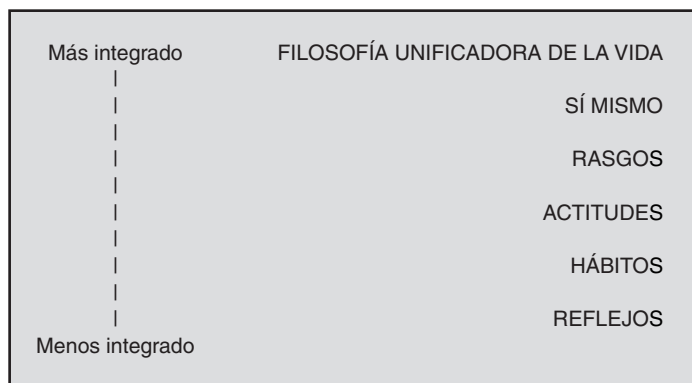 Más integrado FILOSOFÍA UNIFICADORA DE LA VIDA
SÍ MISMO
RASGOS
ACTITUDES
HÁBITOS
REFLEJOS
Menos integrado